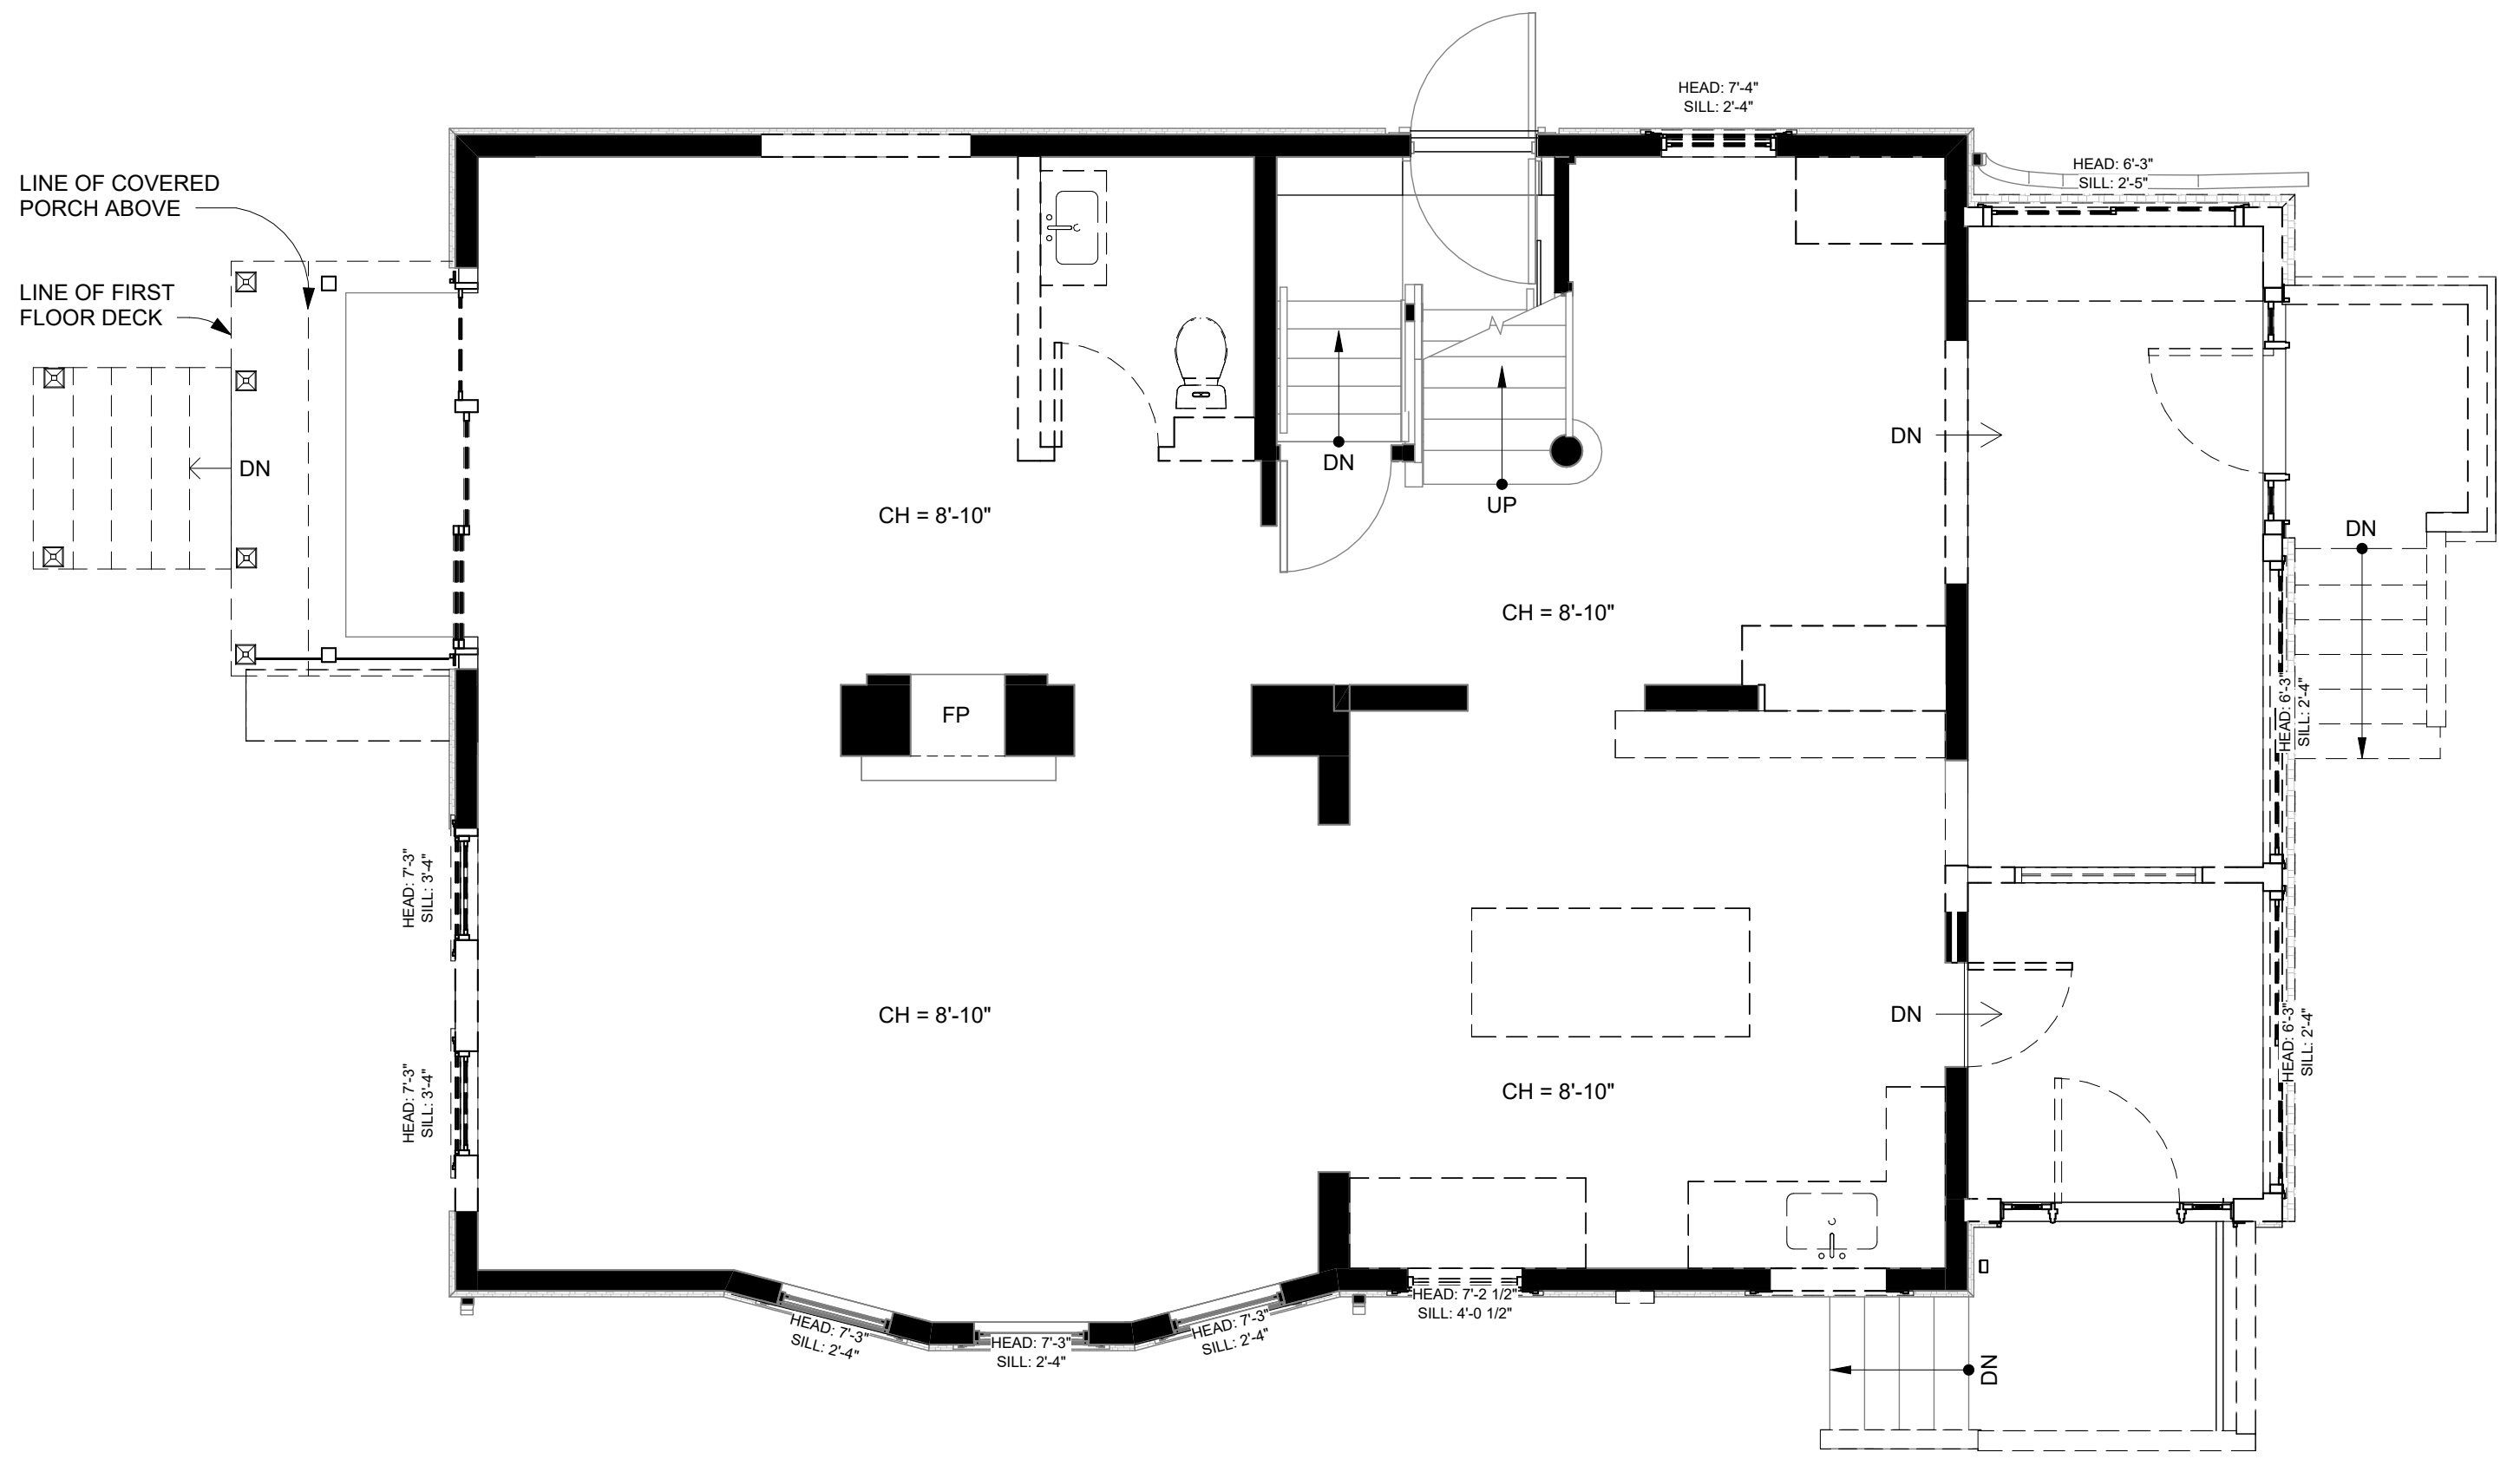 HEAD: 7'-4"
SILL: 2'-4"
HEAD: 6'-3"
SILL: 2'-5"
LINE OF COVERED
PORCH ABOVE
LINE OF FIRST
FLOOR DECK
DN
DN
UP
DN
DN
CH = 8'-10"
CH = 8'-10"
FP
HEAD: 6'-3"
SILL: 2'-4"
HEAD: 7'-3"
SILL: 3'-4"
CH = 8'-10"
DN
HEAD: 6'-3"
SILL: 2'-4"
HEAD: 7'-3"
SILL: 3'-4"
CH = 8'-10"
HEAD: 7'-2 1/2"
SILL: 4'-0 1/2"
HEAD: 7'-3"
SILL: 2'-4"
HEAD: 7'-3"
SILL: 2'-4"
HEAD: 7'-3"
SILL: 2'-4"
DN